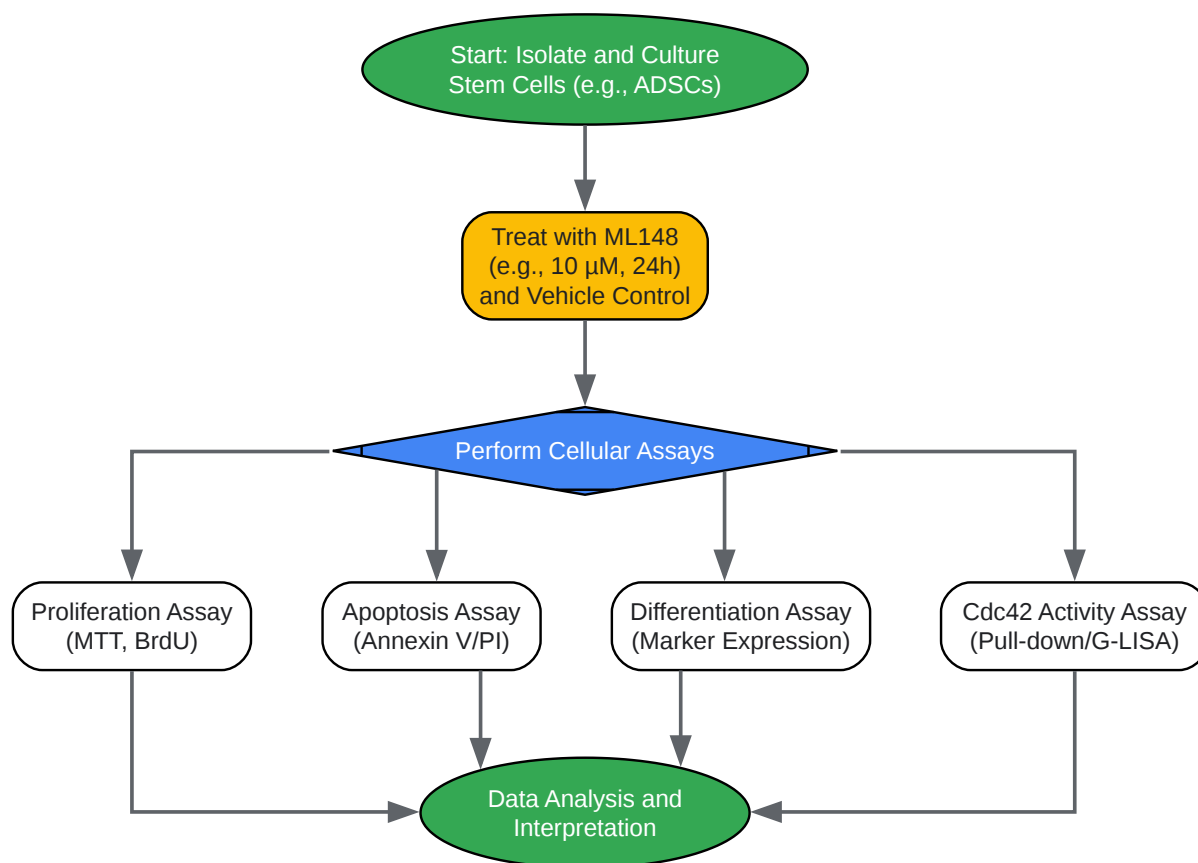 Start: Isolate and Culture
Stem Cells (e.g., ADSCs)
Treat with ML148
(e.g., 10 µM, 24h)
and Vehicle Control
Perform Cellular Assays
Proliferation Assay
(MTT, BrdU)
Apoptosis Assay
(Annexin V/PI)
Differentiation Assay
(Marker Expression)
Cdc42 Activity Assay
(Pull-down/G-LISA)
Data Analysis and
Interpretation